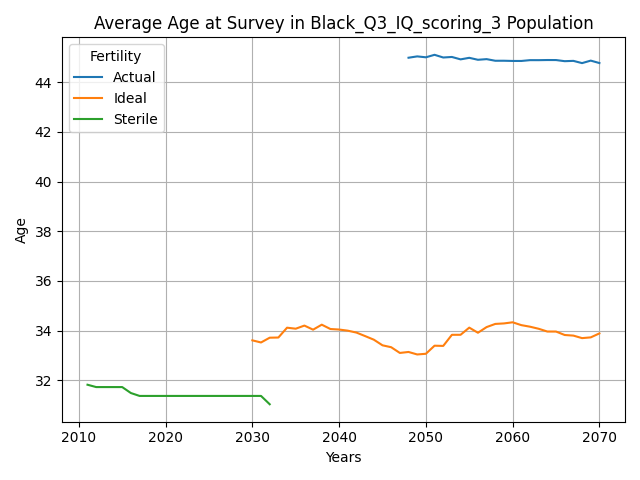 Average Age at Survey in Black_Q3_IQ_scoring_3 Population
Fertility
Actual
Ideal
Sterile
Age
44
42
40
38
36
34
32
2010 2020 2030 2040 2050 2060 2070
Years